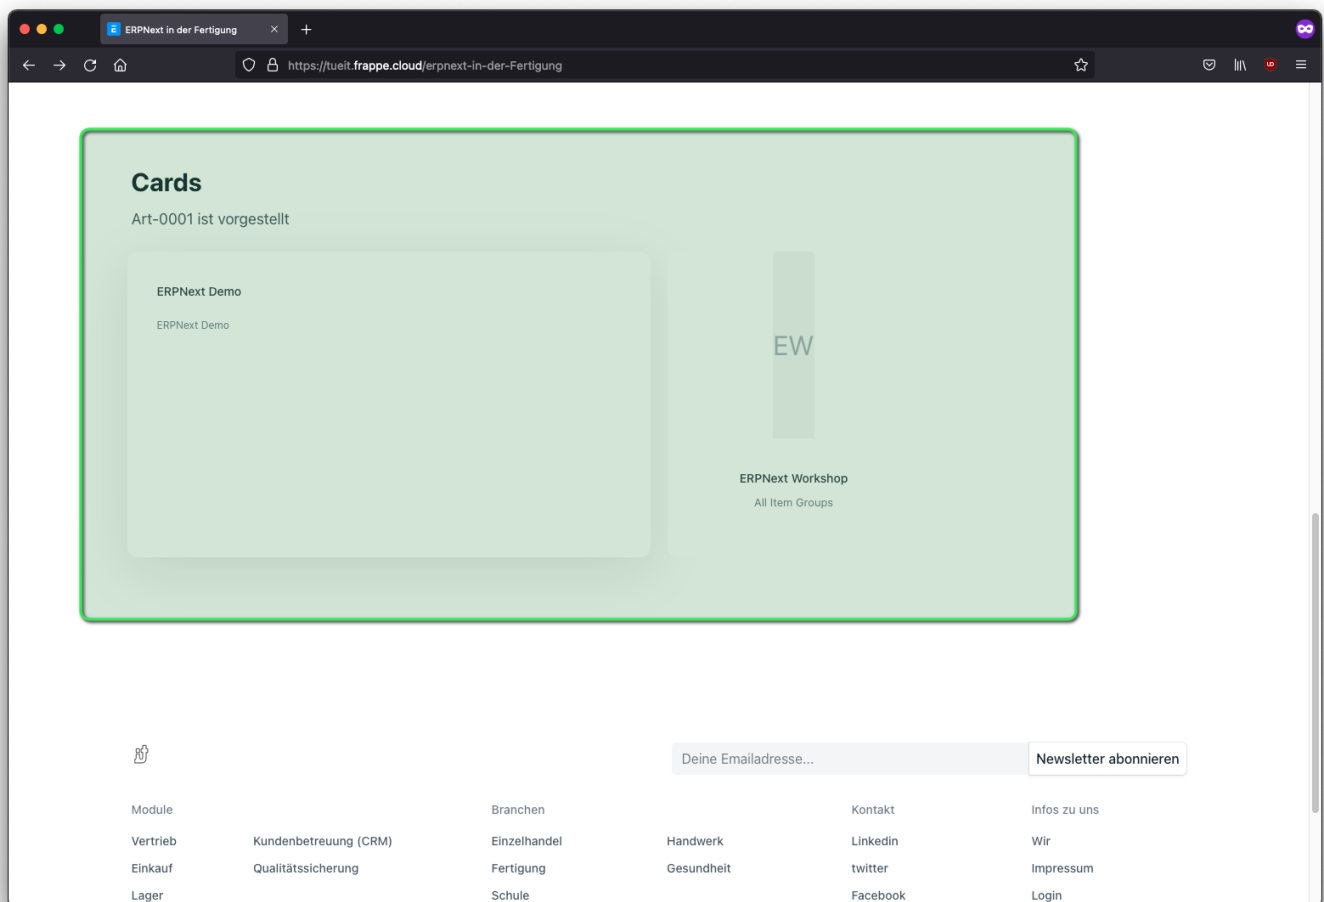 ERPNext in der Fertigung
https://tueit.frappe.cloud/erpnext-in-der-Fertigung
Cards
Art-0001 ist vorgestellt
ERPNext Demo
ERPNext Demo
EW
ERPNext Workshop
All Item Groups
Deine Emailadresse...
Newsletter abonnieren
Module
Vertrieb
Einkauf
Lager
Kundenbetreuung (CRM)
Qualitätssicherung
Branchen
Einzelhandel
Fertigung
Schule
Handwerk
Gesundheit
Kontakt
Linkedin
twitter
Facebook
Infos zu uns
Wir
Impressum
Login